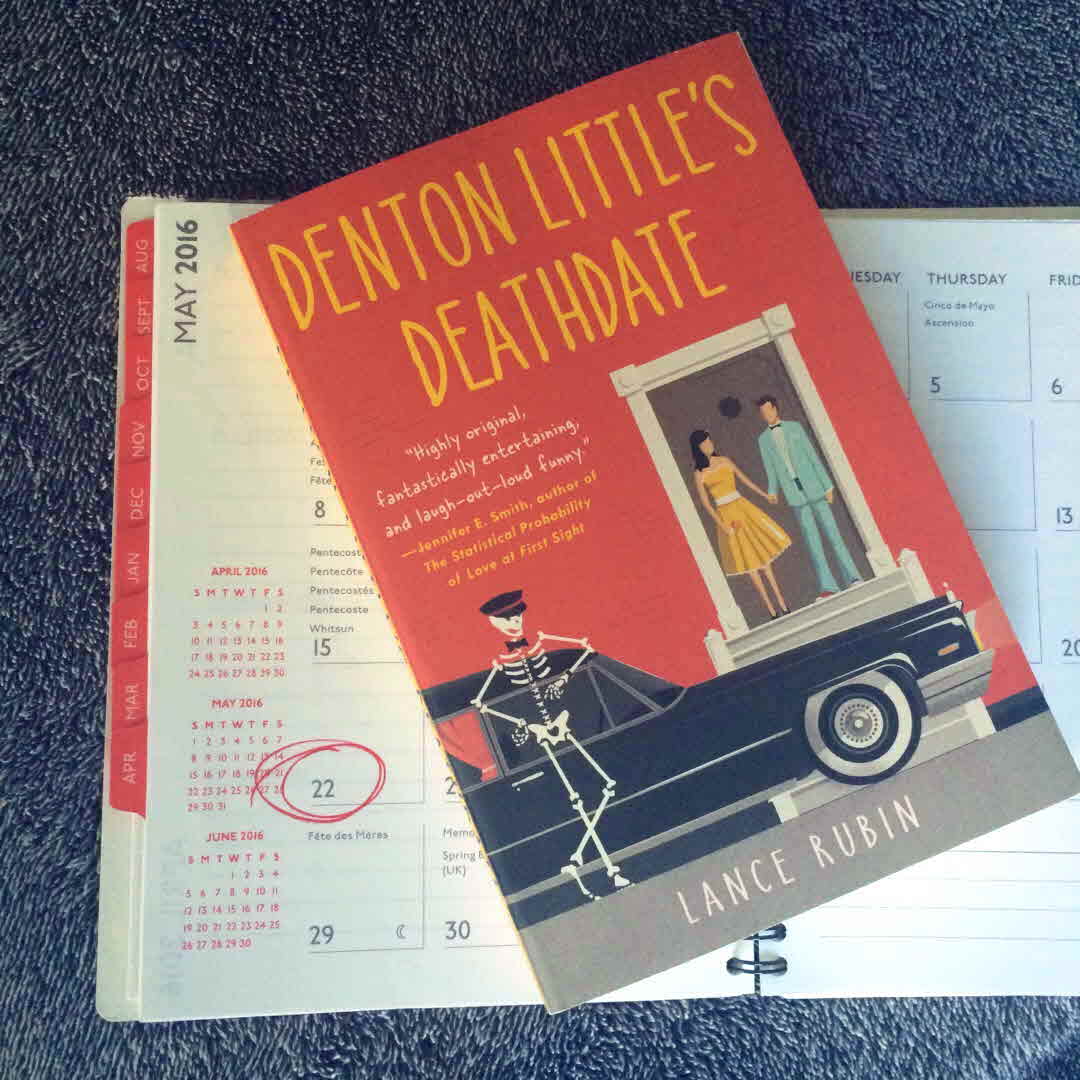 DENTON LITTLE'S
DEATHDATE
"Highly original,
fantastically entertaining,
and laugh-out-loud funny."
—Jennifer E. Smith, author of
The Statistical Probability
of Love at First Sight
LANCE RUBIN
MAY 2016
AUG
SEPT
OCT
NOV
DEC
JAN
FEB
MAR
APR
THURSDAY
Cinco de Mayo
Ascension
5
6
13
20
8
Pentecôte
Pentecostés
Pentecoste
Whitsun
15
22
Fête des Mères
29
30
(UK)
APRIL 2016
S M T W T F S
1 2
3 4 5 6 7 8 9
10 11 12 13 14 15 16
17 18 19 20 21 22 23
24 25 26 27 28 29 30
MAY 2016
S M T W T F S
1 2 3 4 5 6 7
8 9 10 11 12 13 14
15 16 17 18 19 20 21
22 23 24 25 26 27 28
29 30 31
JUNE 2016
S M T W T F S
1 2 3 4
5 6 7 8 9 10 11
12 13 14 15 16 17 18
19 20 21 22 23 24 25
26 27 28 29 30